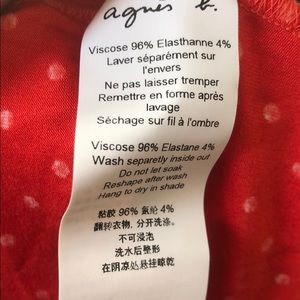 agnès b.
Viscose 96% Elasthanne 4%
Laver séparément sur
l'envers
Ne pas laisser tremper
Remettre en forme après
lavage
Séchage sur fil à l'ombre
Viscose 96% Elastane 4%
Wash separetly inside out
Do not let soak
Reshape after wash
Hang to dry in shade
黏胶 96% 氨纶 4%
翻转衣物, 分开洗涤.
不可浸泡
洗水后整形
在阴凉处悬挂晾乾